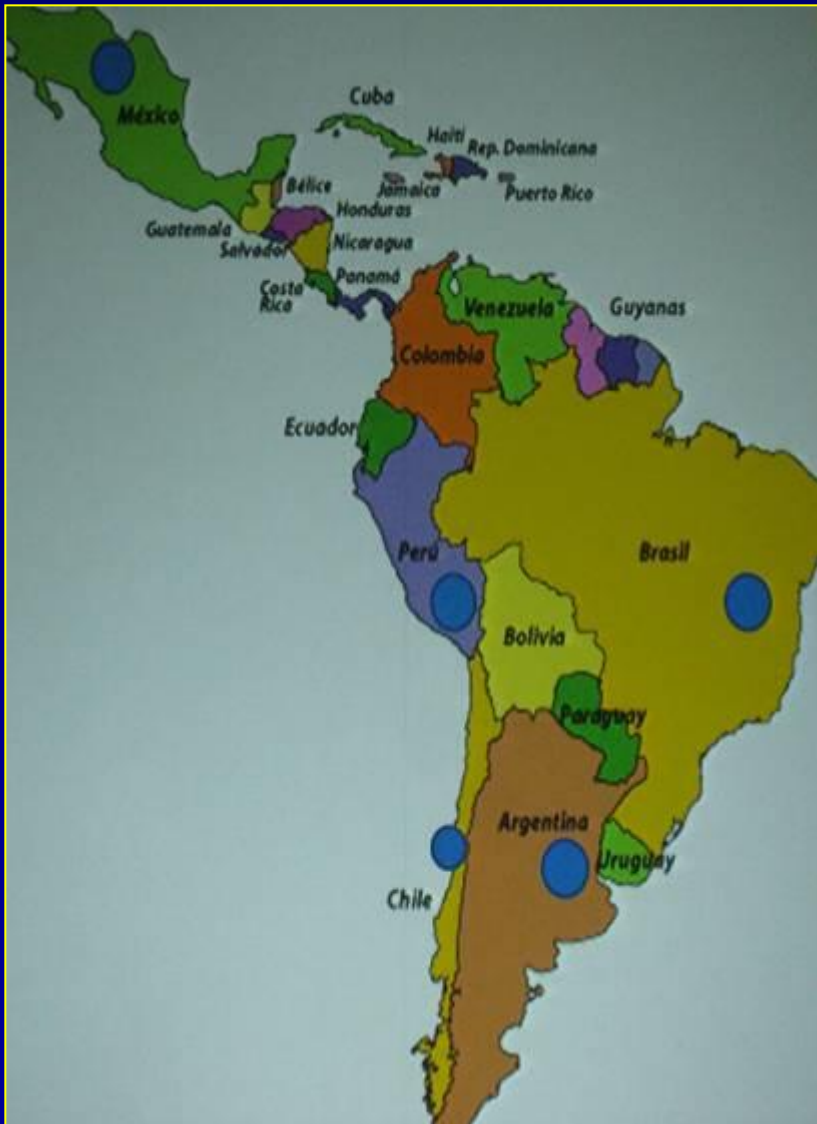 Cuba
México
Haiti
Rep. Dominicana
Bélice
Jamaica
Puerto Rico
Guatemala
Honduras
Salvador
Nicaragua
Costa
Rica
Panamá
Venezuela
Guyanas
Colombia
Ecuador
Perú
Brasil
Bolivia
Paraguay
Argentina
Uruguay
Chile